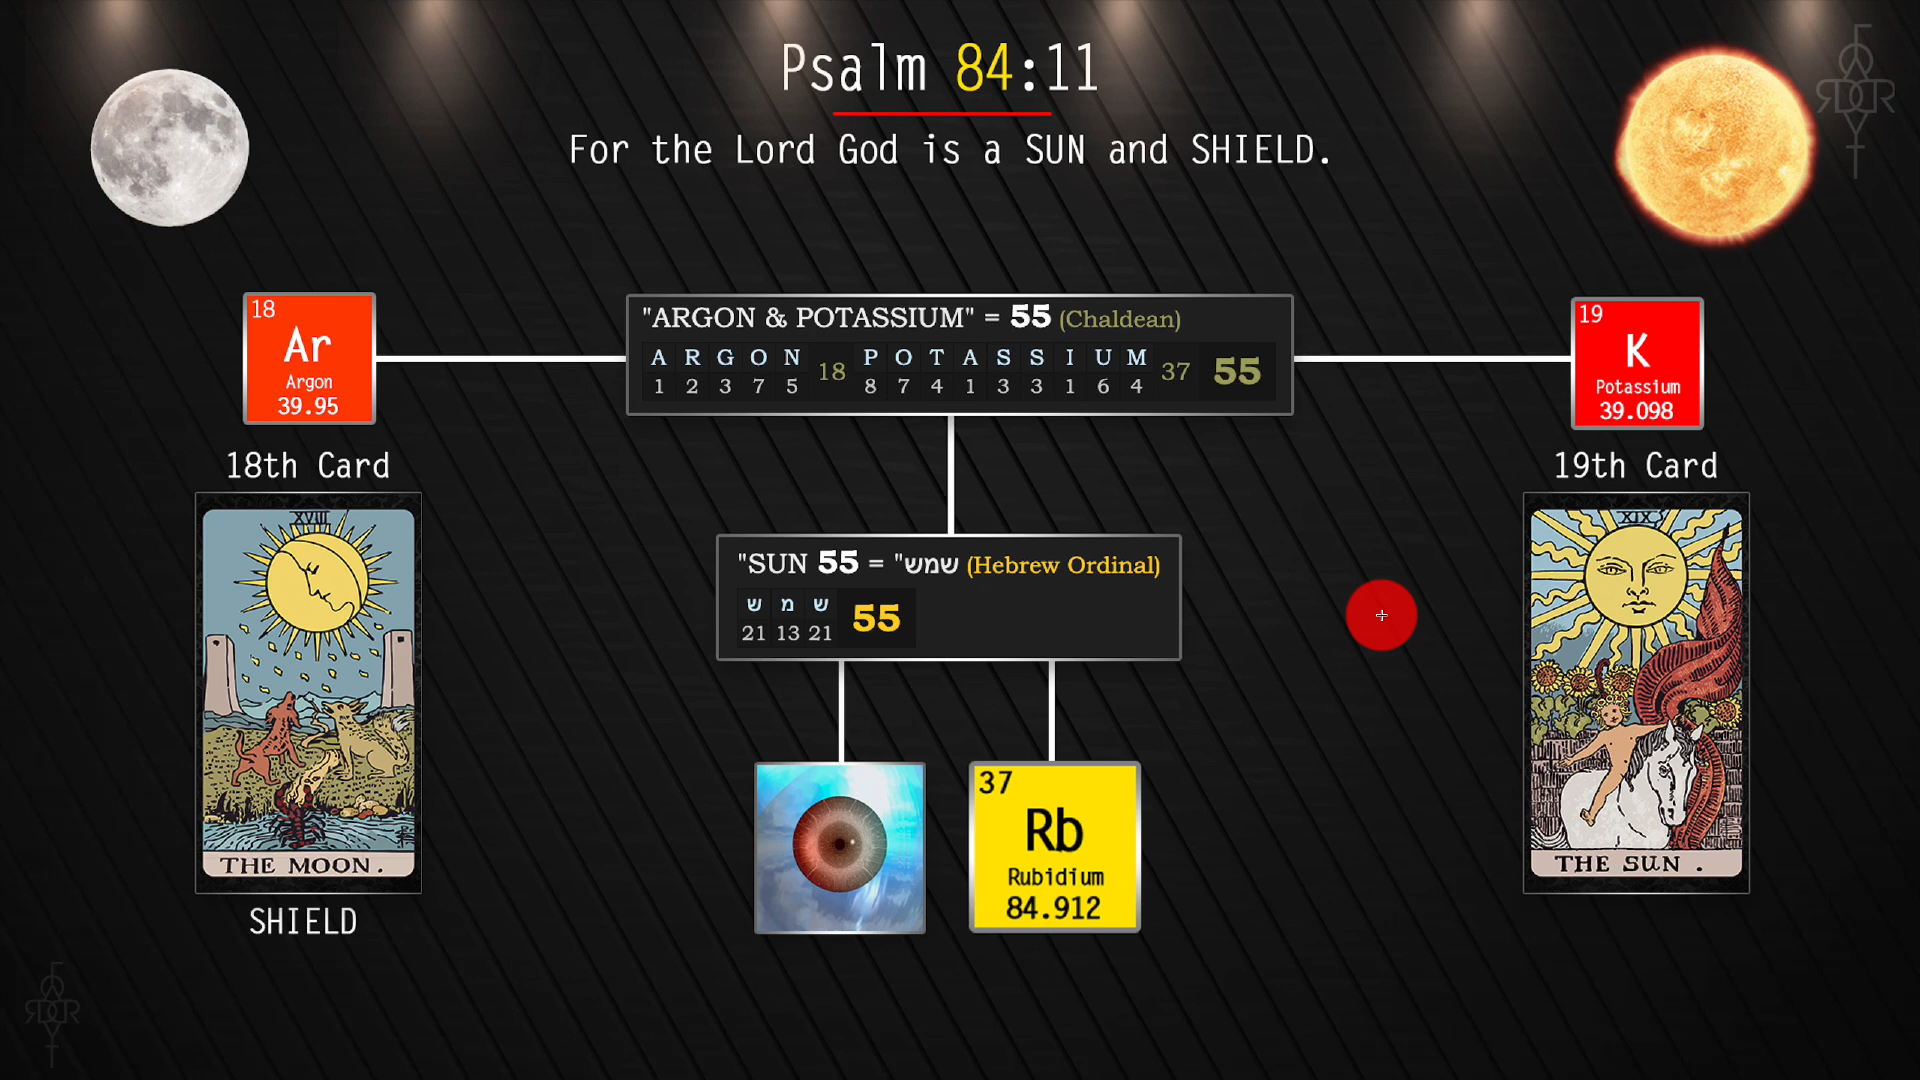 Psalm 84:11
For the Lord God is a SUN and SHIELD.
18
Ar
Argon
39.95
"ARGON & POTASSIUM" = 55 (Chaldean)
A R G O N 18 P O T A S S I U M 37 55
1 2 3 7 5 8 7 4 1 3 3 1 6 4
19
K
Potassium
39.098
18th Card
19th Card
XVIII
XIX
"SUN 55 = "שמש (Hebrew Ordinal)
ש מ ש 55
21 13 21
THE MOON.
THE SUN .
SHIELD
37
Rb
Rubidium
84.912